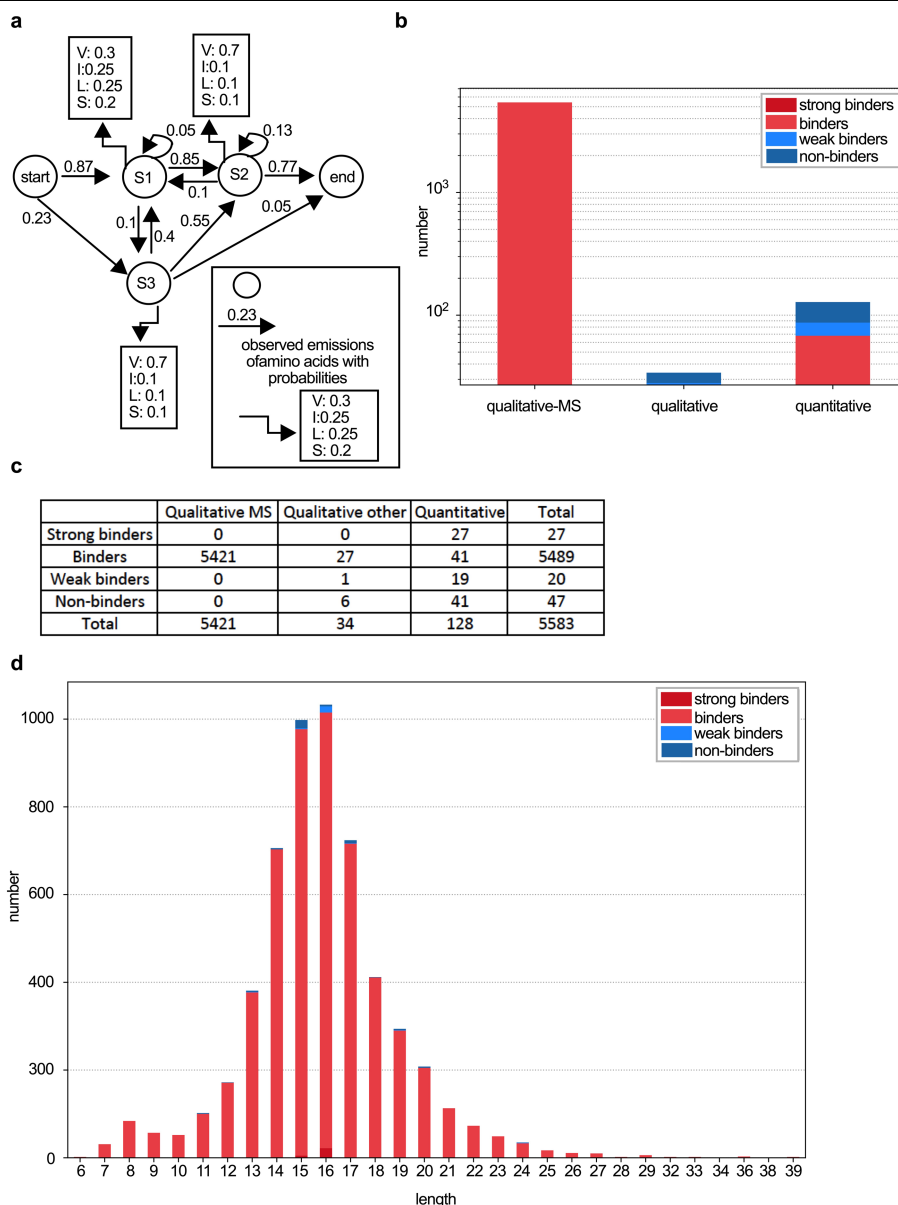 a
V: 0.3
I:0.25
L: 0.25
S: 0.2
V: 0.7
I:0.1
L: 0.1
S: 0.1
0.05
0.13
start
0.87
S1
0.85
S2
0.77
end
0.1
0.23
0.1
0.4
0.55
0.05
S3
V: 0.7
I:0.1
L: 0.1
S: 0.1
0.23
observed emissions
ofamino acids with
probabilities
V: 0.3
I:0.25
L: 0.25
S: 0.2
b
strong binders
binders
weak binders
non-binders
number
10³
10²
qualitative-MS qualitative quantitative
c
Qualitative MS Qualitative other Quantitative Total
Strong binders 0 0 27 27
Binders 5421 27 41 5489
Weak binders 0 1 19 20
Non-binders 0 6 41 47
Total 5421 34 128 5583
d
strong binders
binders
weak binders
non-binders
number
1000
800
600
400
300
0
6 7 8 9 10 11 12 13 14 15 16 17 18 19 20 21 22 23 24 25 26 27 28 29 32 33 34 36 38 39
length